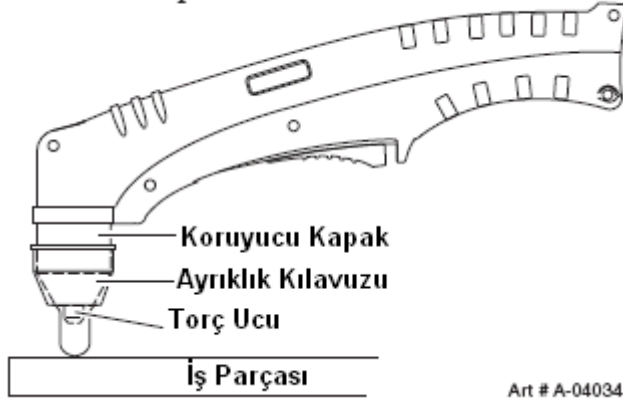 Koruyucu Kapak
Ayrıklık Kılavuzu
Torç Ucu
İş Parçası
Art # A-04034